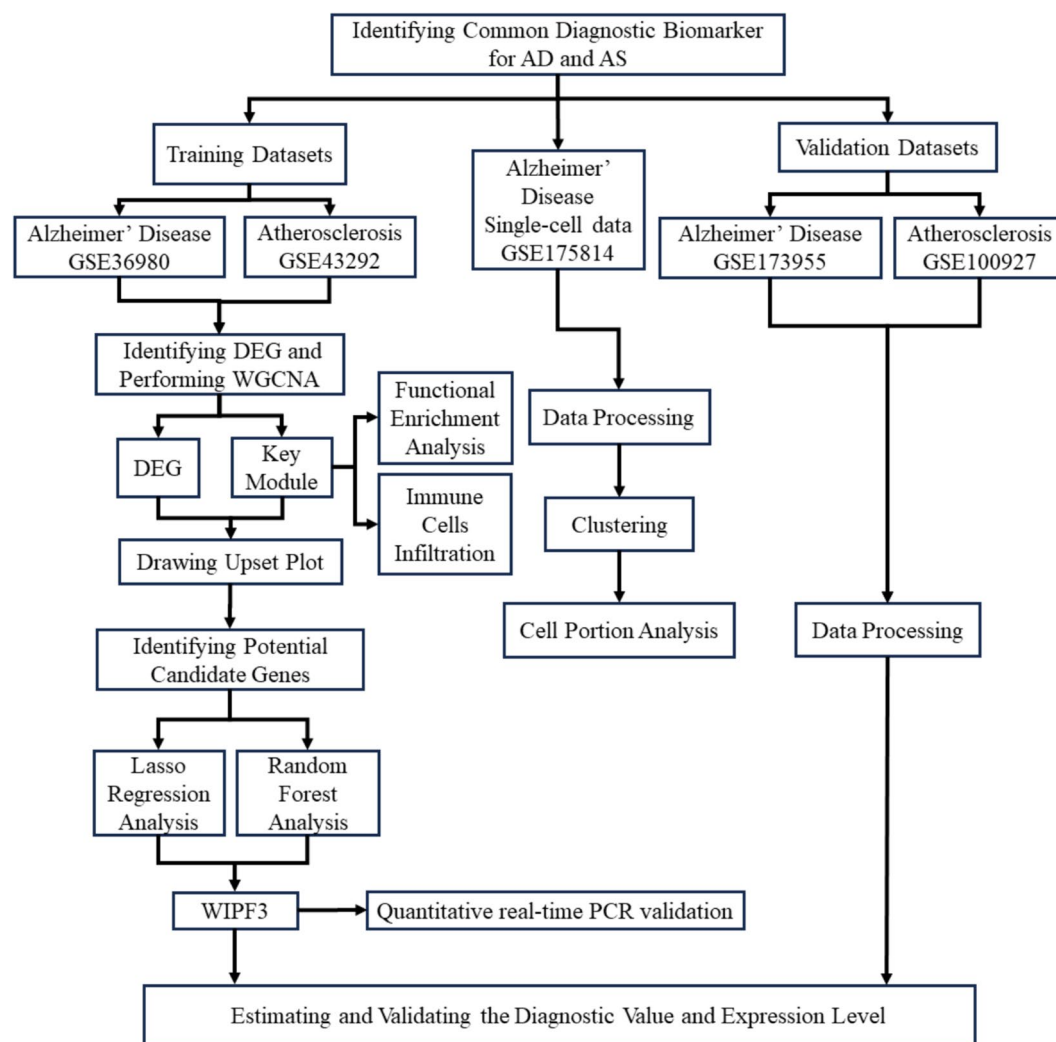 Identifying Common Diagnostic Biomarker
for AD and AS
Training Datasets
Alzheimer’ Disease
GSE36980
Atherosclerosis
GSE43292
Identifying DEG and
Performing WGCNA
DEG
Key
Module
Functional
Enrichment
Analysis
Immune
Cells
Infiltration
Drawing Upset Plot
Identifying Potential
Candidate Genes
Lasso
Regression
Analysis
Random
Forest
Analysis
WIPF3
Quantitative real-time PCR validation
Alzheimer’
Disease
Single-cell data
GSE175814
Data Processing
Clustering
Cell Portion Analysis
Validation Datasets
Alzheimer’ Disease
GSE173955
Atherosclerosis
GSE100927
Data Processing
Estimating and Validating the Diagnostic Value and Expression Level